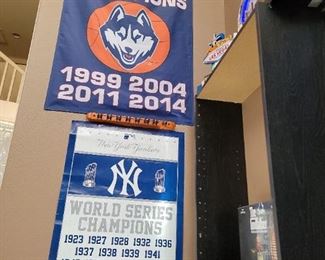 1999 2004
2011 2014
New York Yankees
NY
WORLD SERIES
CHAMPIONS
1923 1927 1928 1932 1936
1937 1938 1939 1941